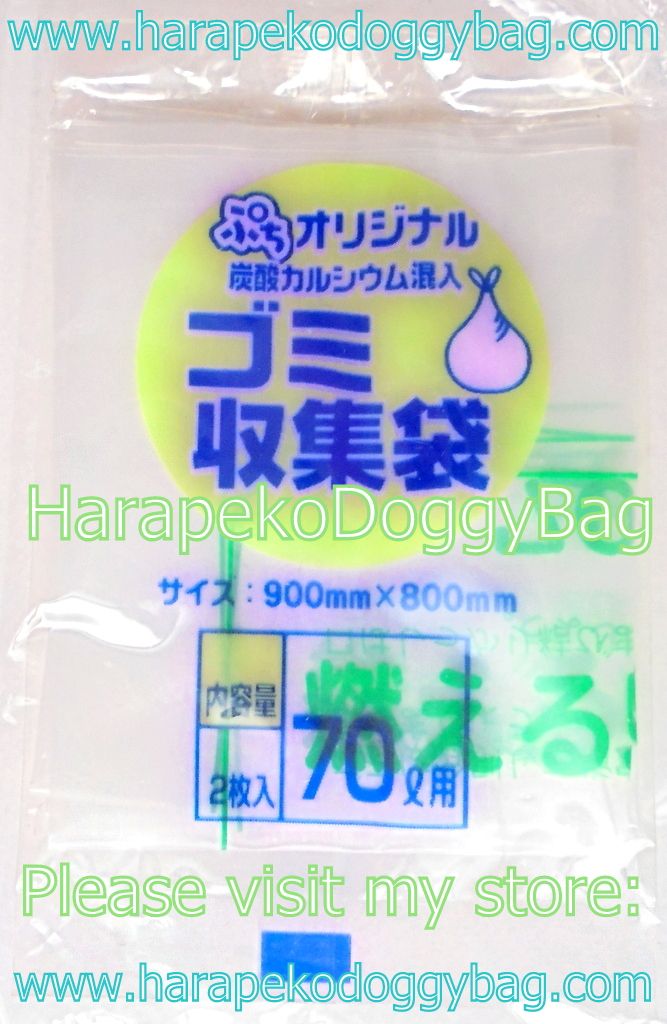 www.harapekodoggybag.com
ぷち オリジナル
炭酸カルシウム混入
ゴミ
収集袋
HarapekoDoggyBag
サイズ：900mm×800mm
燃える
内容量
2枚入
70ℓ用
Please visit my store:
www.harapekodoggybag.com